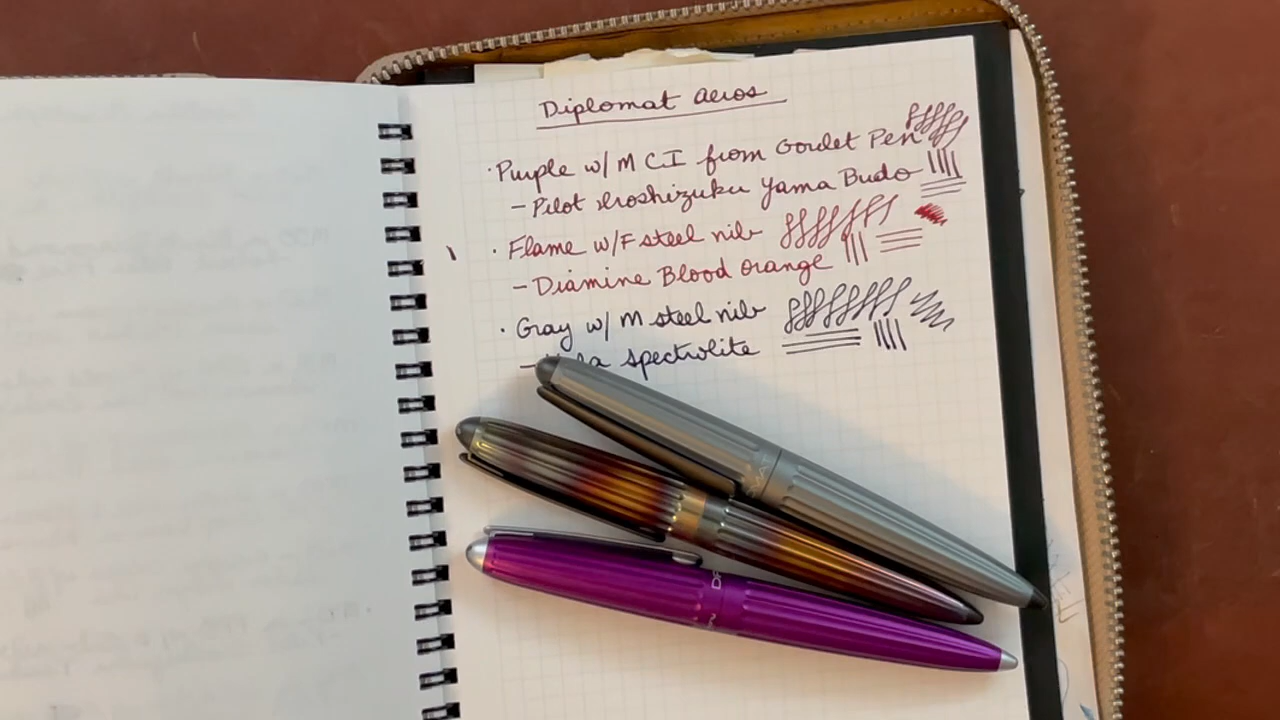 Diplomat Aeros
· Purple w/ M CI from Goulet Pen
- Pilot Iroshizuku Yama Budo
· Flame w/ F steel nib
- Diamine Blood Orange
· Gray w/ M steel nib
- spectrolite